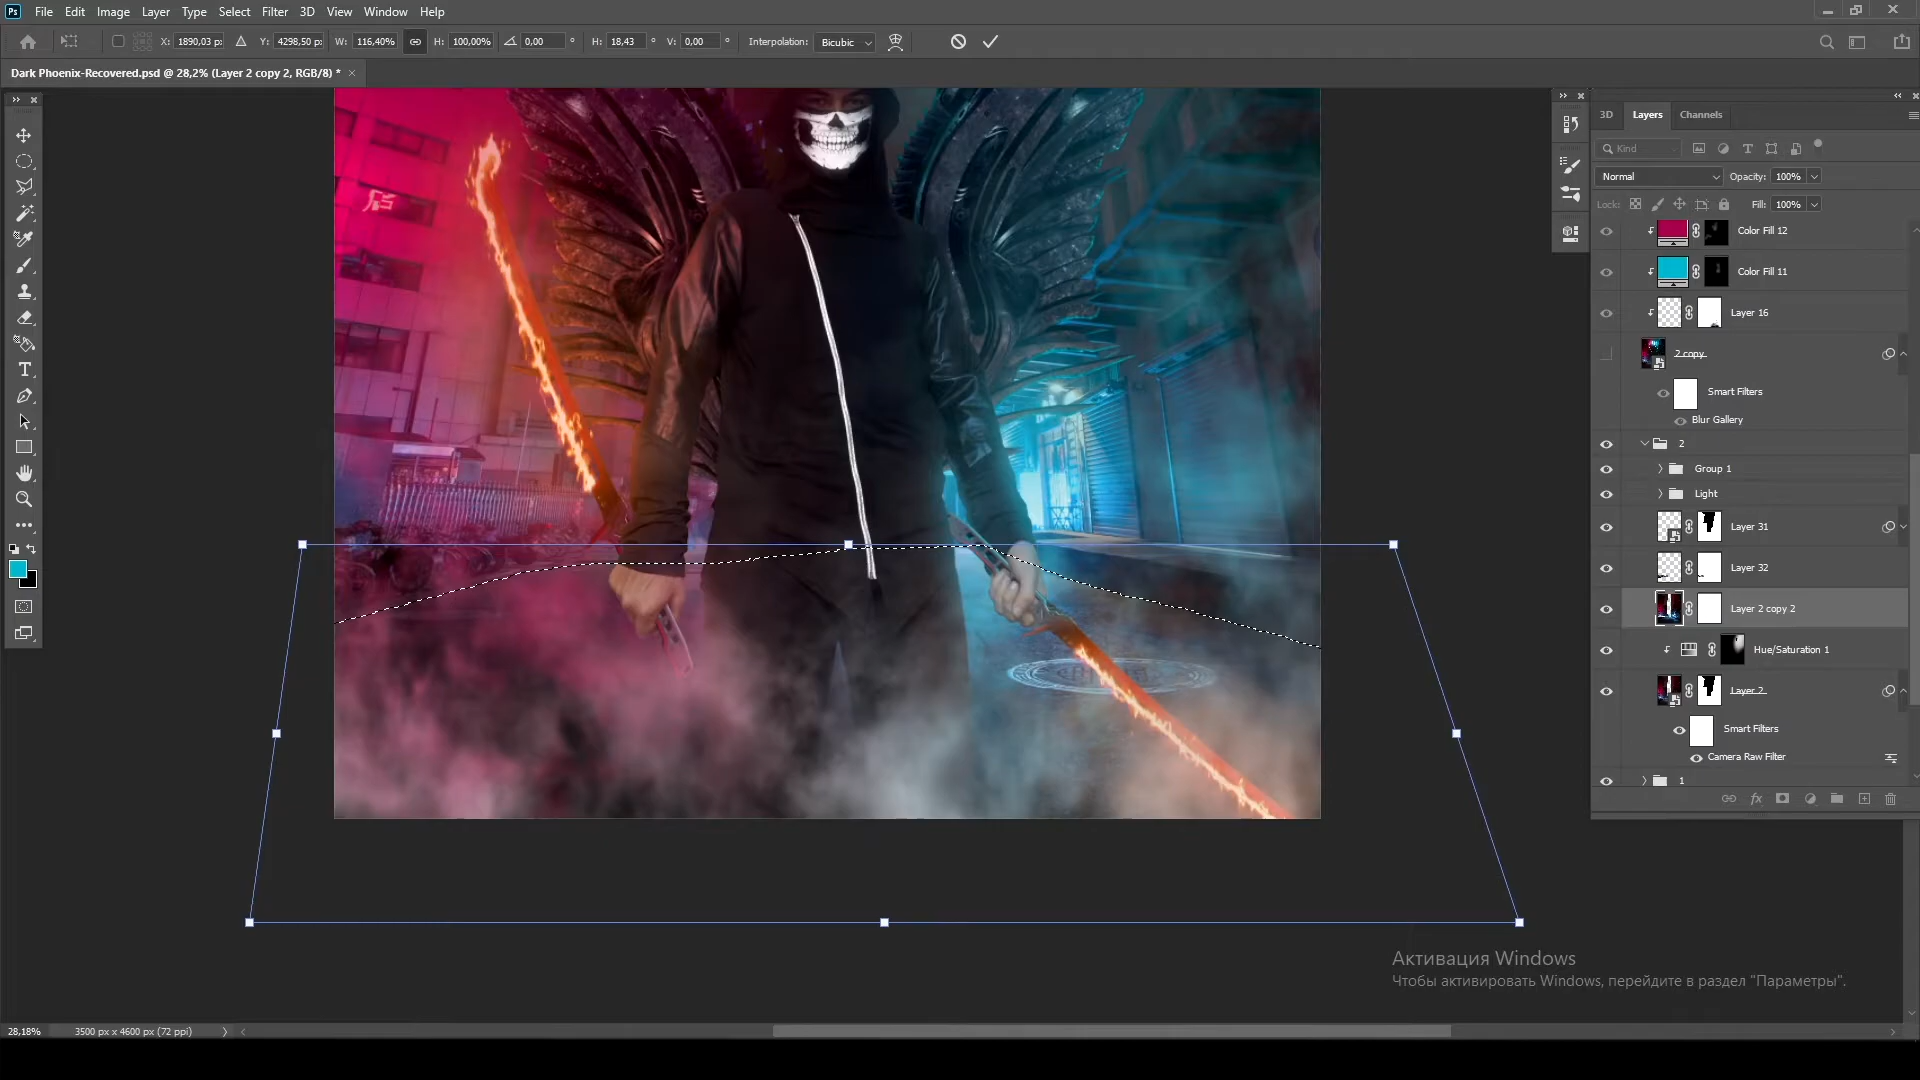 Ps File Edit Image Layer Type Select Filter 3D View Window Help
X: 1890,03 p: Y: 4298,50 p: W: 116,40% H: 100,00% 0,00 ° H: 18,43 ° V: 0,00 ° Interpolation: Bicubic
Dark Phoenix-Recovered.psd @ 28,2% (Layer 2 copy 2, RGB/8) *
3D Layers Channels
Kind
Normal Opacity: 100%
Lock: Fill: 100%
Color Fill 12
Color Fill 11
Layer 16
2 copy
Smart Filters
Blur Gallery
2
Group 1
Light
Layer 31
Layer 32
Layer 2 copy 2
Hue/Saturation 1
Layer 2
Smart Filters
Camera Raw Filter
1
fx
Активация Windows
Чтобы активировать Windows, перейдите в раздел "Параметры".
28,18% 3500 px x 4600 px (72 ppi)